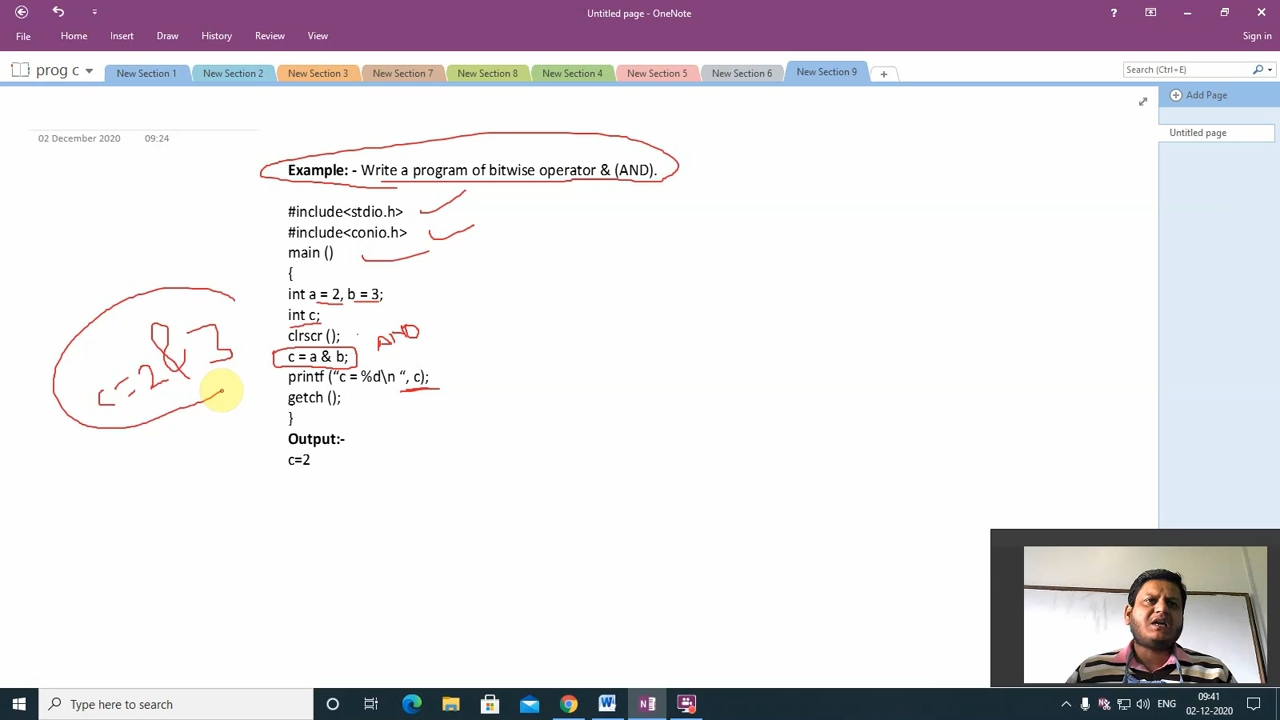 Untitled page - OneNote
?
File Home Insert Draw History Review View
Sign in
prog c
New Section 1 New Section 2 New Section 3 New Section 7 New Section 8 New Section 4 New Section 5 New Section 6 New Section 9
Search (Ctrl+E)
Add Page
Untitled page
02 December 2020 09:24
Example: - Write a program of bitwise operator & (AND).
#include<stdio.h>
#include<conio.h>
main ()
{
int a = 2, b = 3;
int c;
clrscr ();
AND
c = a & b;
c = 2 & 3
printf (“c = %d\n “, c);
getch ();
}
Output:-
c=2
Type here to search
ENG
09:41
02-12-2020